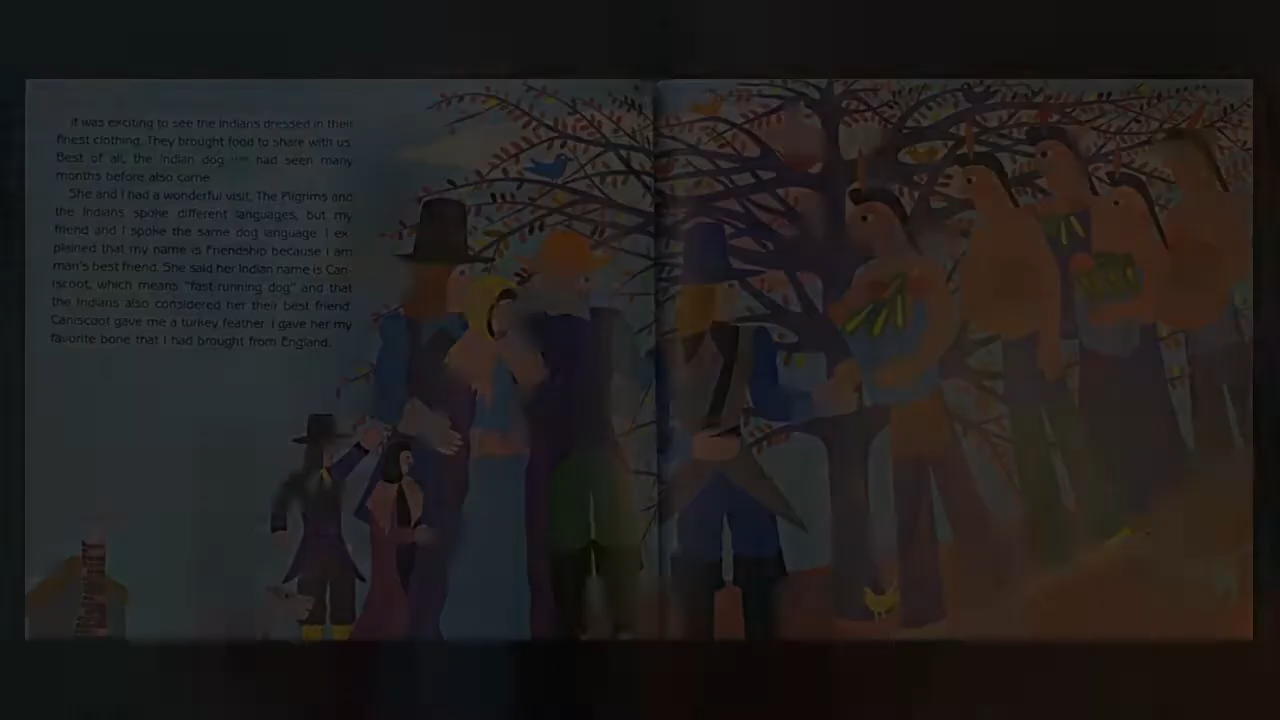 It was exciting to see the Indians dressed in their
finest clothing. They brought food to share with us.
Best of all, the Indian dog had seen many
months before also came.
She and I had a wonderful visit. The Pilgrims and
the Indians spoke different languages, but my
friend and I spoke the same dog language. I ex-
plained that my name is Friendship because I am
man's best friend. She said her Indian name is Can-
iscoot, which means "fast-running dog" and that
the Indians also considered her their best friend.
Caniscoot gave me a turkey feather. I gave her my
favorite bone that I had brought from England.